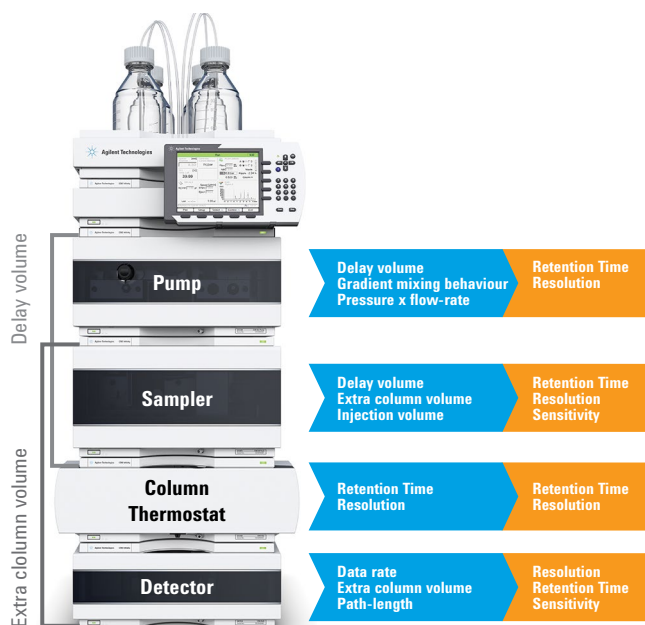 Agilent Technologies
Delay volume
Extra clolumn volume
Pump
Delay volume
Gradient mixing behaviour
Pressure x flow-rate
Retention Time
Resolution
Sampler
Delay volume
Extra column volume
Injection volume
Retention Time
Resolution
Sensitivity
Column
Thermostat
Retention Time
Resolution
Retention Time
Resolution
Detector
Data rate
Extra column volume
Path-length
Resolution
Retention Time
Sensitivity